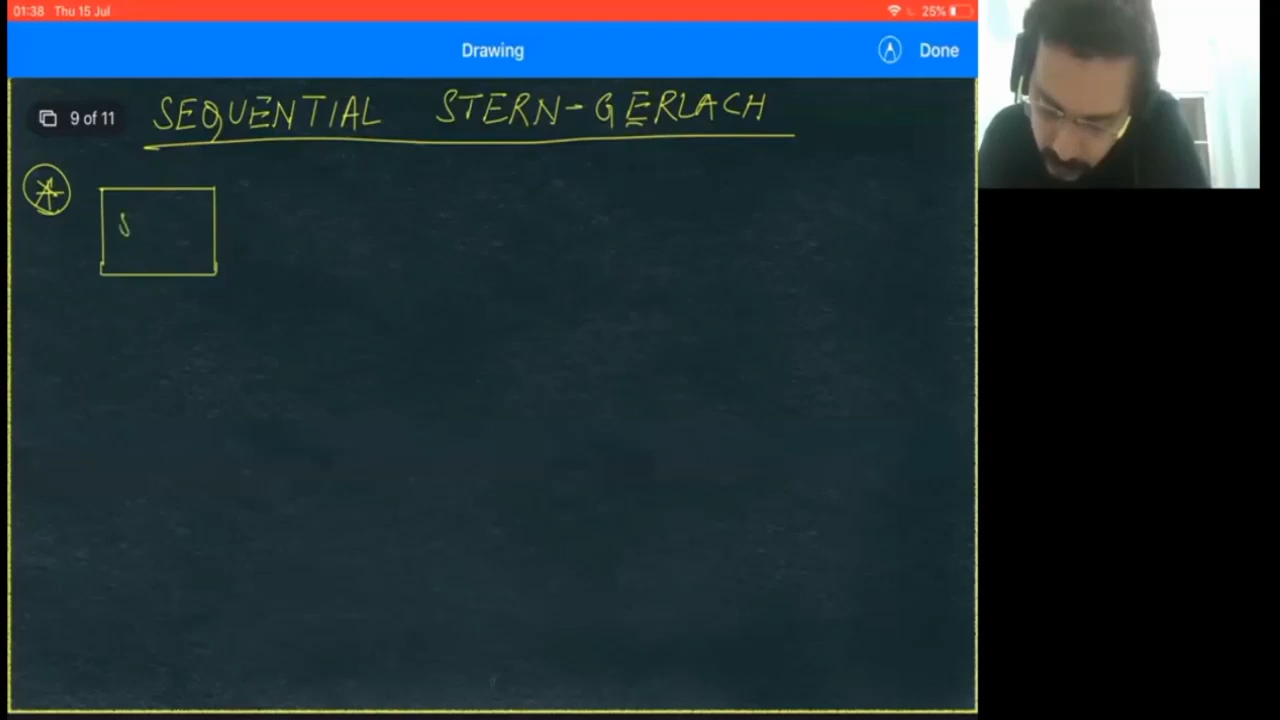 01:38 Thu 15 Jul 25%
Drawing Done
9 of 11 SEQUENTIAL STERN-GERLACH
S